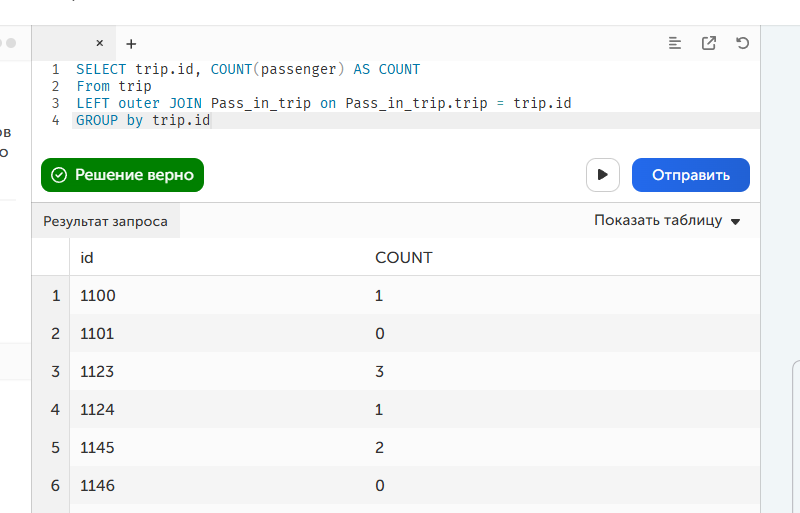 × +
1 SELECT trip.id, COUNT(passenger) AS COUNT
2 From trip
3 LEFT outer JOIN Pass_in_trip on Pass_in_trip.trip = trip.id
4 GROUP by trip.id
ов
о
Решение верно
Отправить
Результат запроса
Показать таблицу
id COUNT
1 1100 1
2 1101 0
3 1123 3
4 1124 1
5 1145 2
6 1146 0